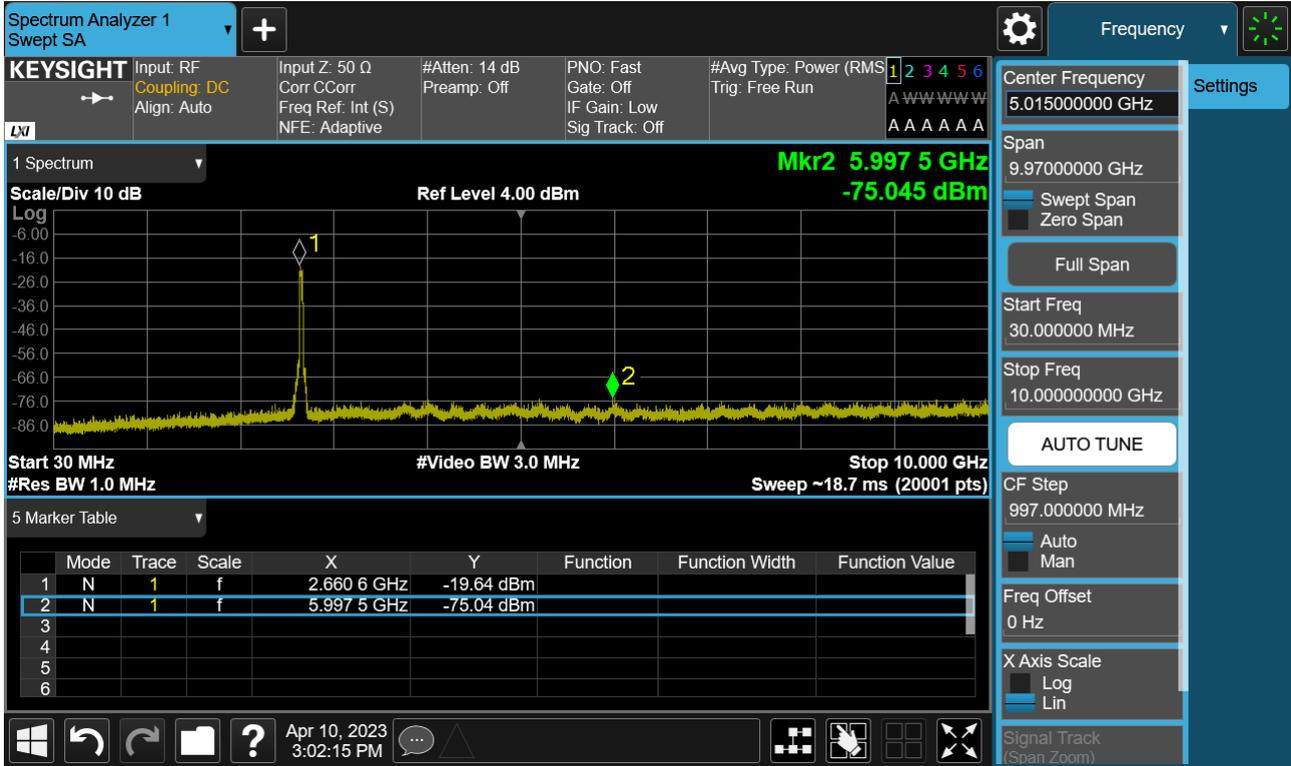 Spectrum Analyzer 1
Swept SA
Frequency
KEYSIGHT
LXI
Input: RF
Coupling: DC
Align: Auto
Input Z: 50 Ω
Corr CCorr
Freq Ref: Int (S)
NFE: Adaptive
#Atten: 14 dB
Preamp: Off
PNO: Fast
Gate: Off
IF Gain: Low
Sig Track: Off
#Avg Type: Power (RMS
Trig: Free Run
1 2 3 4 5 6
A W W W W W
A A A A A A
1 Spectrum
Scale/Div 10 dB
Ref Level 4.00 dBm
Mkr2 5.997 5 GHz
-75.045 dBm
Log
-6.00
-16.0
-26.0
-36.0
-46.0
-56.0
-66.0
-76.0
-86.0
1
2
Start 30 MHz
#Video BW 3.0 MHz
Stop 10.000 GHz
#Res BW 1.0 MHz
Sweep ~18.7 ms (20001 pts)
5 Marker Table
Mode Trace Scale X Y Function Function Width Function Value
1 N 1 f 2.660 6 GHz -19.64 dBm
2 N 1 f 5.997 5 GHz -75.04 dBm
3
4
5
6
Apr 10, 2023
3:02:15 PM
Center Frequency
5.015000000 GHz
Settings
Span
9.97000000 GHz
Swept Span
Zero Span
Full Span
Start Freq
30.000000 MHz
Stop Freq
10.000000000 GHz
AUTO TUNE
CF Step
997.000000 MHz
Auto
Man
Freq Offset
0 Hz
X Axis Scale
Log
Lin
Signal Track
(Span Zoom)